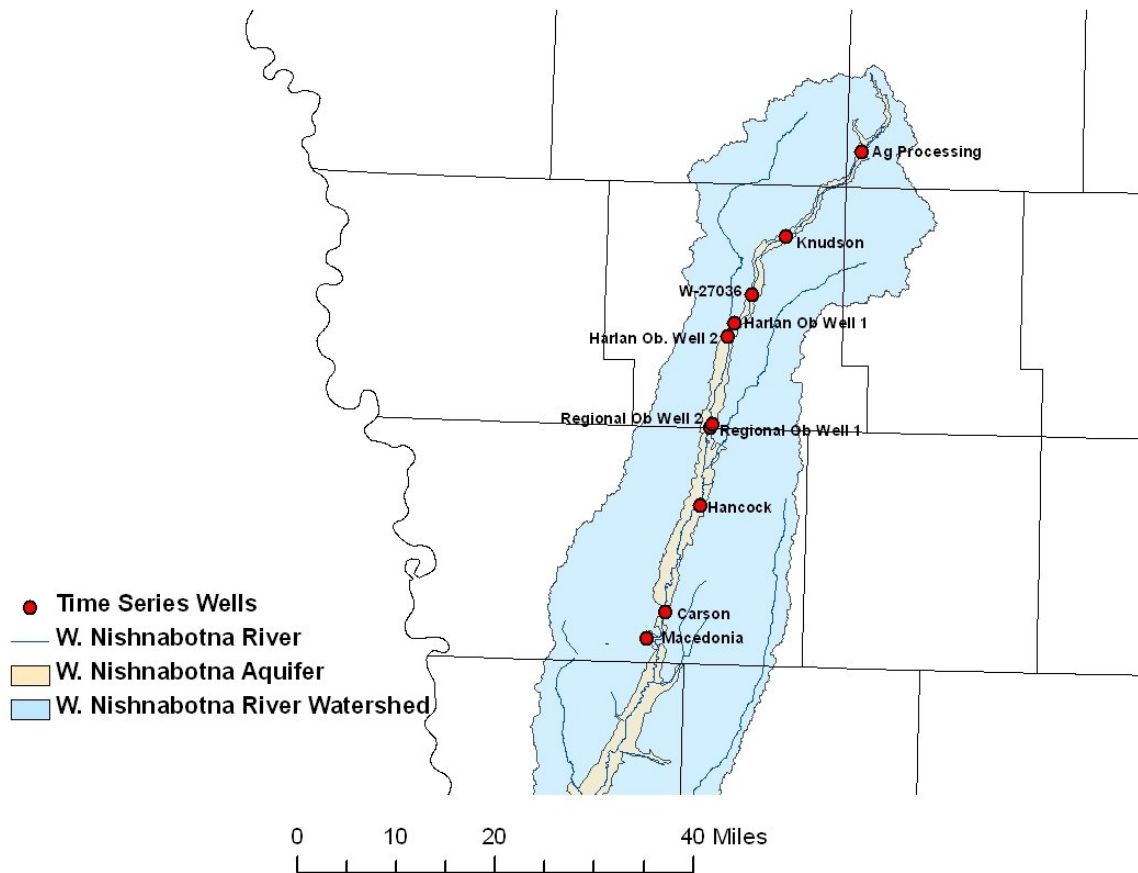 Ag Processing
Knudson
W-27036
Harlan Ob Well 1
Harlan Ob. Well 2
Regional Ob Well 2
Regional Ob Well 1
Hancock
Carson
Macedonia
Time Series Wells
W. Nishnabotna River
W. Nishnabotna Aquifer
W. Nishnabotna River Watershed
0 10 20 40 Miles